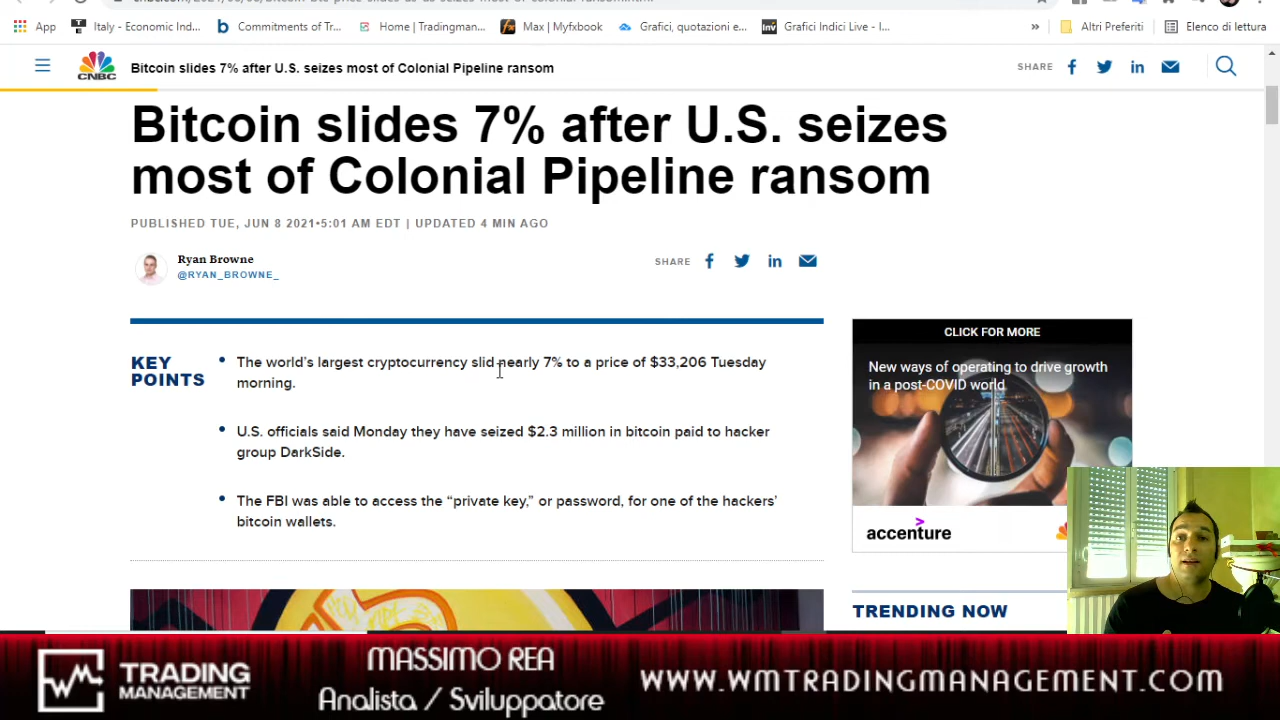 App
Italy - Economic Ind...
Commitments of Tr...
Home | Tradingman...
Max | Myfxbook
Grafici, quotazioni e...
Grafici Indici Live - I...
»
Altri Preferiti
Elenco di lettura
CNBC
Bitcoin slides 7% after U.S. seizes most of Colonial Pipeline ransom
SHARE
Bitcoin slides 7% after U.S. seizes
most of Colonial Pipeline ransom
PUBLISHED TUE, JUN 8 2021•5:01 AM EDT | UPDATED 4 MIN AGO
Ryan Browne
@RYAN_BROWNE_
SHARE
KEY
POINTS
The world’s largest cryptocurrency slid nearly 7% to a price of $33,206 Tuesday
morning.
U.S. officials said Monday they have seized $2.3 million in bitcoin paid to hacker
group DarkSide.
The FBI was able to access the “private key,” or password, for one of the hackers’
bitcoin wallets.
CLICK FOR MORE
New ways of operating to drive growth
in a post-COVID world
accenture
TRENDING NOW
TRADING
MANAGEMENT
MASSIMO REA
Analista / Sviluppatore
WWW.WMTRADINGMANAGEMENT.COM